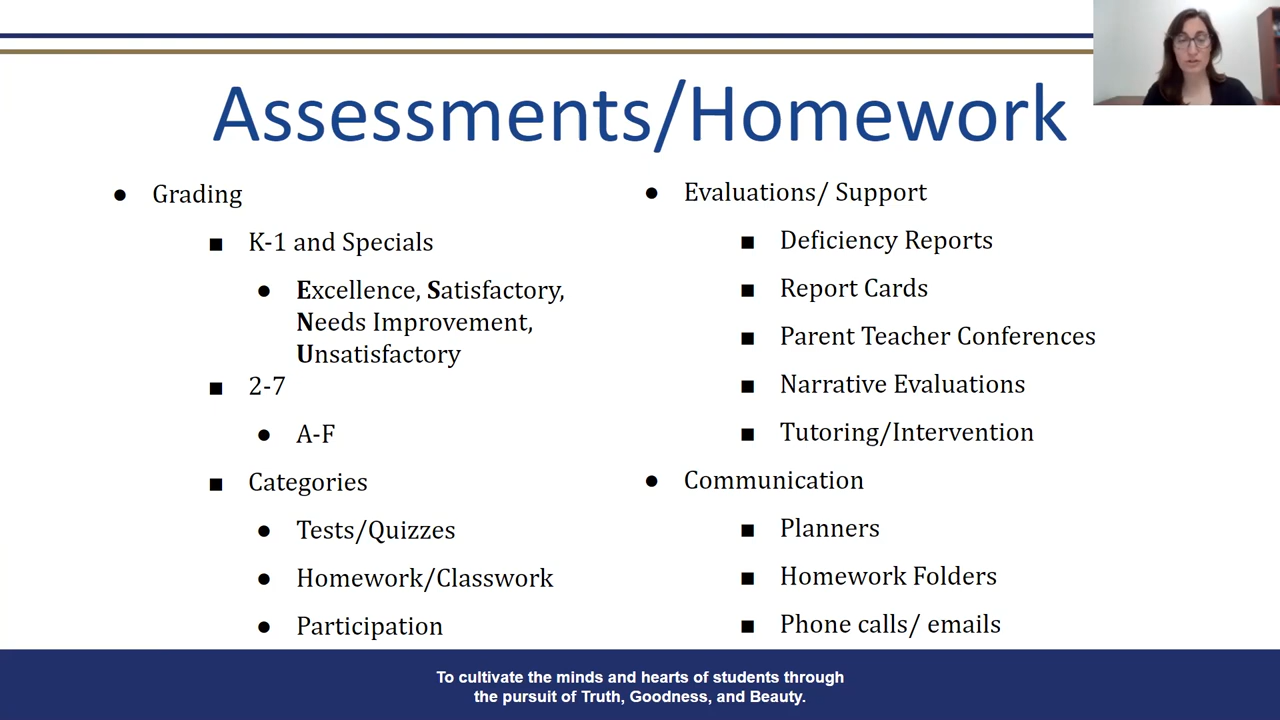 Assessments/Homework
● Grading
■ K-1 and Specials
● Excellence, Satisfactory,
Needs Improvement,
Unsatisfactory
■ 2-7
● A-F
■ Categories
● Tests/Quizzes
● Homework/Classwork
● Participation
● Evaluations/ Support
■ Deficiency Reports
■ Report Cards
■ Parent Teacher Conferences
■ Narrative Evaluations
■ Tutoring/Intervention
● Communication
■ Planners
■ Homework Folders
■ Phone calls/ emails
To cultivate the minds and hearts of students through
the pursuit of Truth, Goodness, and Beauty.